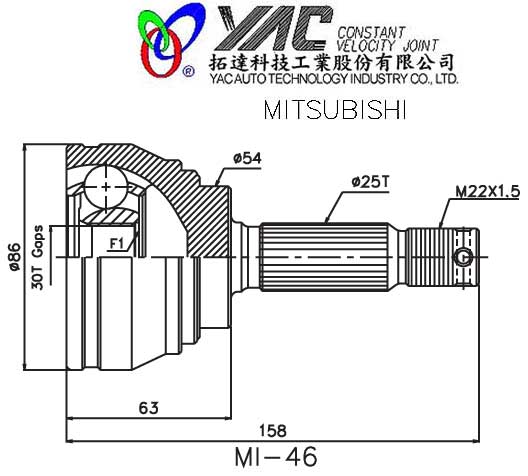 YAC CONSTANT
VELOCITY JOINT
®
拓達科技工業股份有限公司
YAC AUTO TECHNOLOGY INDUSTRY CO., LTD.
MITSUBISHI
ø54
ø25T
M22X1.5
F1
30T Gaps
ø86
63
158
MI-46